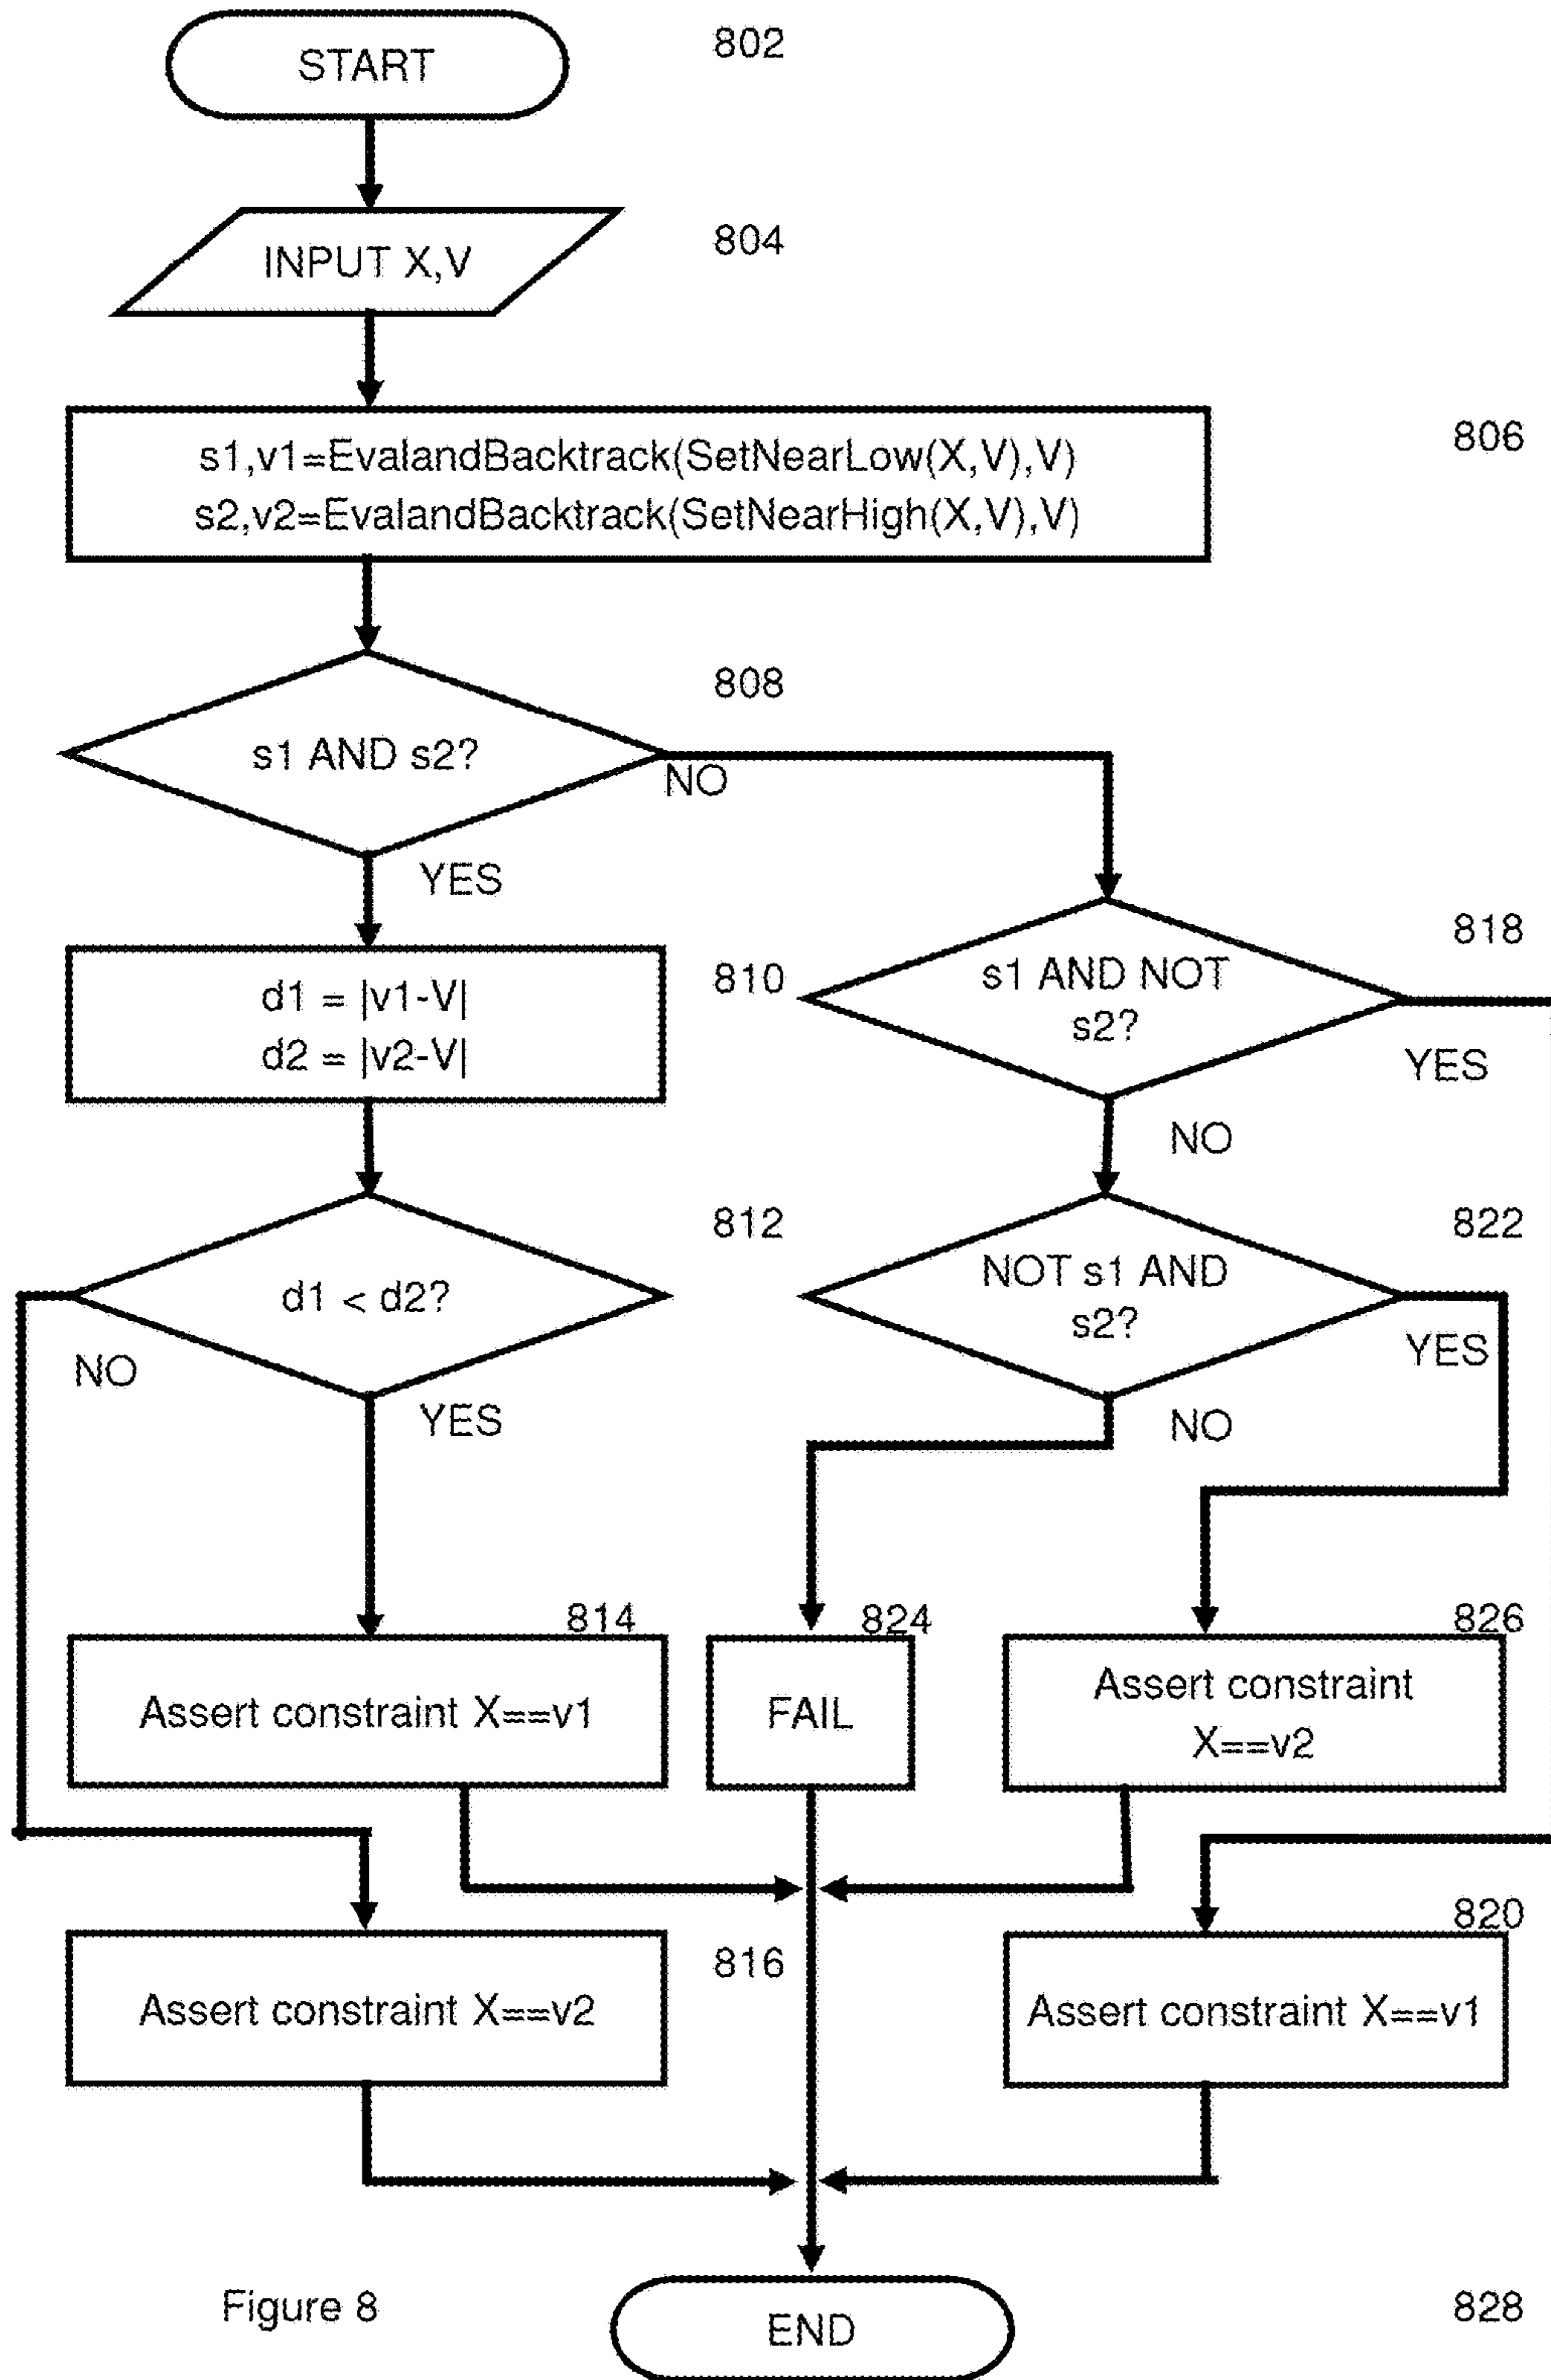 START
802
INPUT X,V
804
s1,v1=EvalandBacktrack(SetNearLow(X,V),V)
s2,v2=EvalandBacktrack(SetNearHigh(X,V),V)
806
s1 AND s2?
808
NO
YES
d1 = |v1-V|
d2 = |v2-V|
810
s1 AND NOT
s2?
818
YES
NO
d1 < d2?
812
NO
YES
NOT s1 AND
s2?
822
YES
NO
814
Assert constraint X==v1
824
FAIL
826
Assert constraint
X==v2
816
Assert constraint X==v2
820
Assert constraint X==v1
Figure 8
END
828